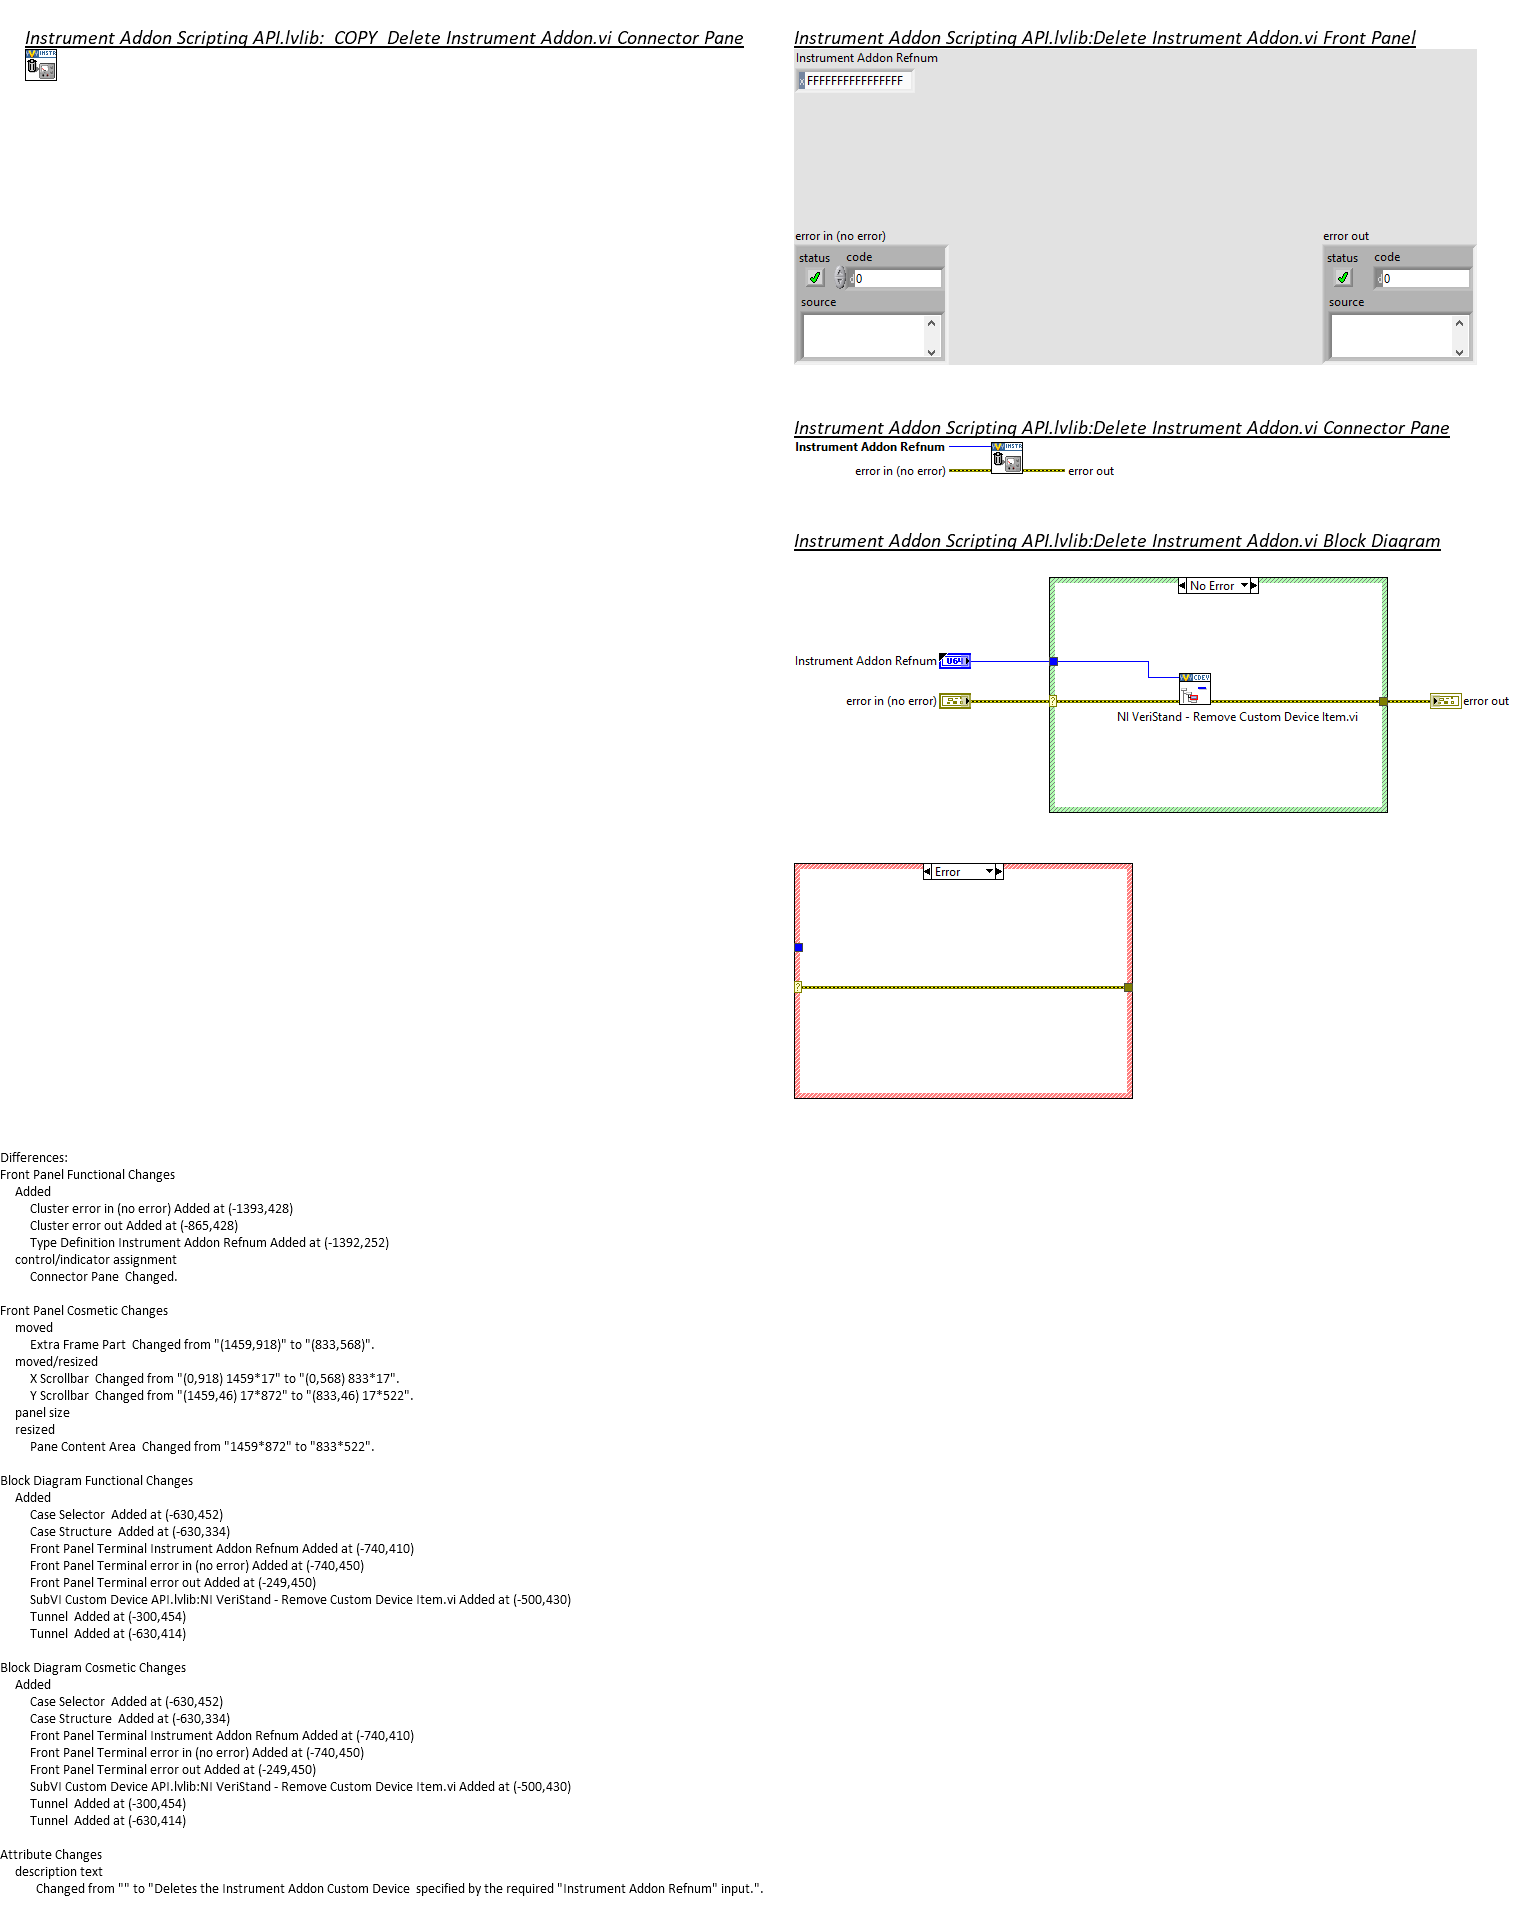 Instrument Addon Scripting API.lvlib:_COPY_Delete Instrument Addon.vi Connector Pane
INSTR
Instrument Addon Scripting API.lvlib:Delete Instrument Addon.vi Front Panel
Instrument Addon Refnum
x FFFFFFFFFFFFFFFF
error in (no error)
error out
status code
d 0
source
status code
d 0
source
Instrument Addon Scripting API.lvlib:Delete Instrument Addon.vi Connector Pane
Instrument Addon Refnum
INSTR
error in (no error)
error out
Instrument Addon Scripting API.lvlib:Delete Instrument Addon.vi Block Diagram
No Error
Instrument Addon Refnum
U64
CDEV
error in (no error)
?
error out
NI VeriStand - Remove Custom Device Item.vi
Error
?
Differences:
Front Panel Functional Changes
Added
Cluster error in (no error) Added at (-1393,428)
Cluster error out Added at (-865,428)
Type Definition Instrument Addon Refnum Added at (-1392,252)
control/indicator assignment
Connector Pane  Changed.
Front Panel Cosmetic Changes
moved
Extra Frame Part  Changed from "(1459,918)" to "(833,568)".
moved/resized
X Scrollbar  Changed from "(0,918) 1459*17" to "(0,568) 833*17".
Y Scrollbar  Changed from "(1459,46) 17*872" to "(833,46) 17*522".
panel size
resized
Pane Content Area  Changed from "1459*872" to "833*522".
Block Diagram Functional Changes
Added
Case Selector  Added at (-630,452)
Case Structure  Added at (-630,334)
Front Panel Terminal Instrument Addon Refnum Added at (-740,410)
Front Panel Terminal error in (no error) Added at (-740,450)
Front Panel Terminal error out Added at (-249,450)
SubVI Custom Device API.lvlib:NI VeriStand - Remove Custom Device Item.vi Added at (-500,430)
Tunnel  Added at (-300,454)
Tunnel  Added at (-630,414)
Block Diagram Cosmetic Changes
Added
Case Selector  Added at (-630,452)
Case Structure  Added at (-630,334)
Front Panel Terminal Instrument Addon Refnum Added at (-740,410)
Front Panel Terminal error in (no error) Added at (-740,450)
Front Panel Terminal error out Added at (-249,450)
SubVI Custom Device API.lvlib:NI VeriStand - Remove Custom Device Item.vi Added at (-500,430)
Tunnel  Added at (-300,454)
Tunnel  Added at (-630,414)
Attribute Changes
description text
Changed from "" to "Deletes the Instrument Addon Custom Device  specified by the required "Instrument Addon Refnum" input.".